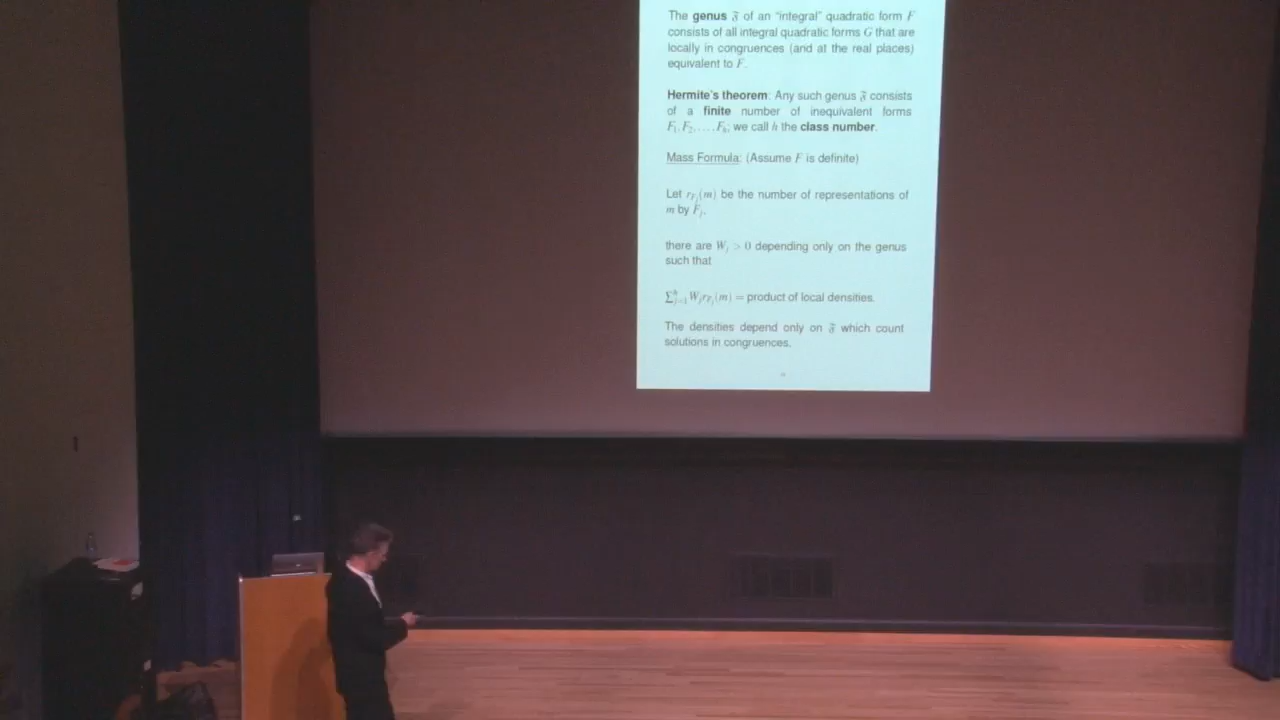 The genus 𝔉 of an "integral" quadratic form F
consists of all integral quadratic forms G that are
locally in congruences (and at the real places)
equivalent to F.
Hermite's theorem: Any such genus 𝔉 consists
of a finite number of inequivalent forms
F₁, F₂, . . . , Fₕ; we call h the class number.
Mass Formula: (Assume F is definite)
Let r_{F_j}(m) be the number of representations of
m by F_j.
there are W_j > 0 depending only on the genus
such that
∑_{j=1}^{h} W_j r_{F_j}(m) = product of local densities.
The densities depend only on 𝔉 which count
solutions in congruences.